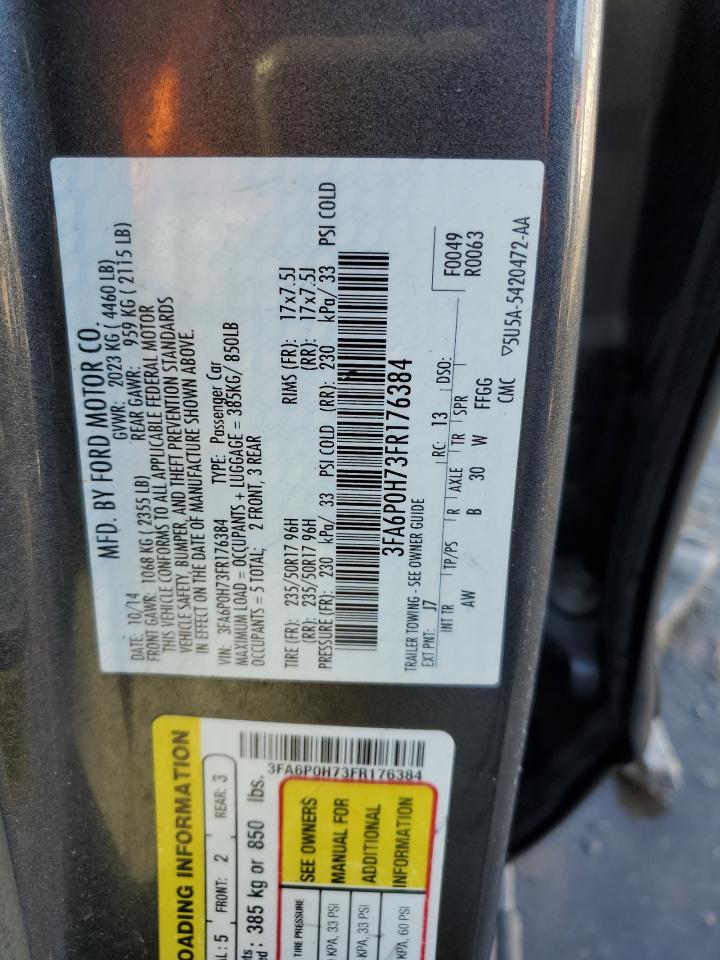 MFD. BY FORD MOTOR CO.
DATE: 10/14 GVWR: 2023 KG ( 4460 LB)
FRONT GAWR: 1068 KG ( 2355 LB) REAR GAWR: 959 KG ( 2115 LB)
THIS VEHICLE CONFORMS TO ALL APPLICABLE FEDERAL MOTOR
VEHICLE SAFETY, BUMPER, AND THEFT PREVENTION STANDARDS
IN EFFECT ON THE DATE OF MANUFACTURE SHOWN ABOVE.
VIN: 3FA6P0H73FR176384 TYPE: Passenger Car
MAXIMUM LOAD = OCCUPANTS + LUGGAGE = 385KG/ 850LB
OCCUPANTS = 5 TOTAL; 2 FRONT, 3 REAR
TIRE (FR): 235/50R17 96H RIMS (FR): 17x7.5J
(RR): 235/50R17 96H (RR): 17x7.5J
PRESSURE (FR): 230 kPa/ 33 PSI COLD (RR): 230 kPa/ 33 PSI COLD
3FA6P0H73FR176384
TRAILER TOWING - SEE OWNER GUIDE
EXT PNT: J7 RC: 13 DSO: F0049
R0063
INT TR TP/PS R AXLE TR SPR
AW B 30 W FFGG
CMC ▽5U5A-5420472-AA
3FA6P0H73FR176384
OADING INFORMATION
AL: 5 FRONT: 2 REAR: 3
385 kg or 850 lbs.
TIRE PRESSURE
KPA, 33 PSI
KPA, 33 PSI
KPA, 60 PSI
SEE OWNERS
MANUAL FOR
ADDITIONAL
INFORMATION